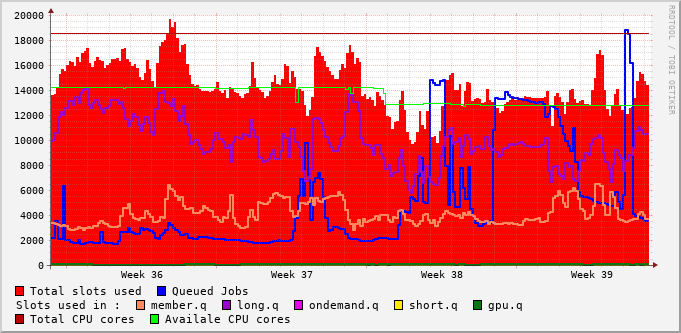 20000
18000
16000
14000
12000
10000
8000
6000
4000
2000
0
Week 36 Week 37 Week 38 Week 39
Total slots used Queued Jobs
Slots used in : member.q long.q ondemand.q short.q gpu.q
Total CPU cores Availale CPU cores
RRDTOOL / TOBI OETIKER